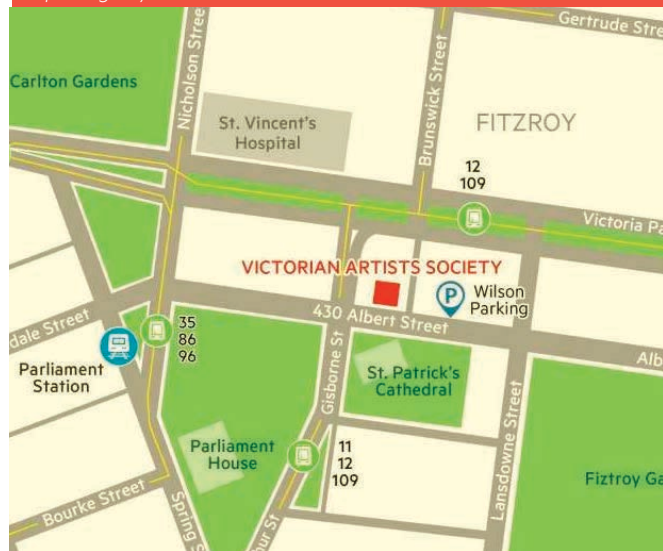 Gertrude Stre
Nicholson Street
Carlton Gardens
St. Vincent's
Hospital
Brunswick Street
FITZROY
12
109
Victoria Pa
VICTORIAN ARTISTS SOCIETY
P
Wilson
Parking
430 Albert Street
Alb
dale Street
35
86
96
Parliament
Station
Gisborne St
St. Patrick's
Cathedral
Lansdowne Street
Parliament
House
11
12
109
Fiztroy Ga
Bourke Street
Spring S
ur St